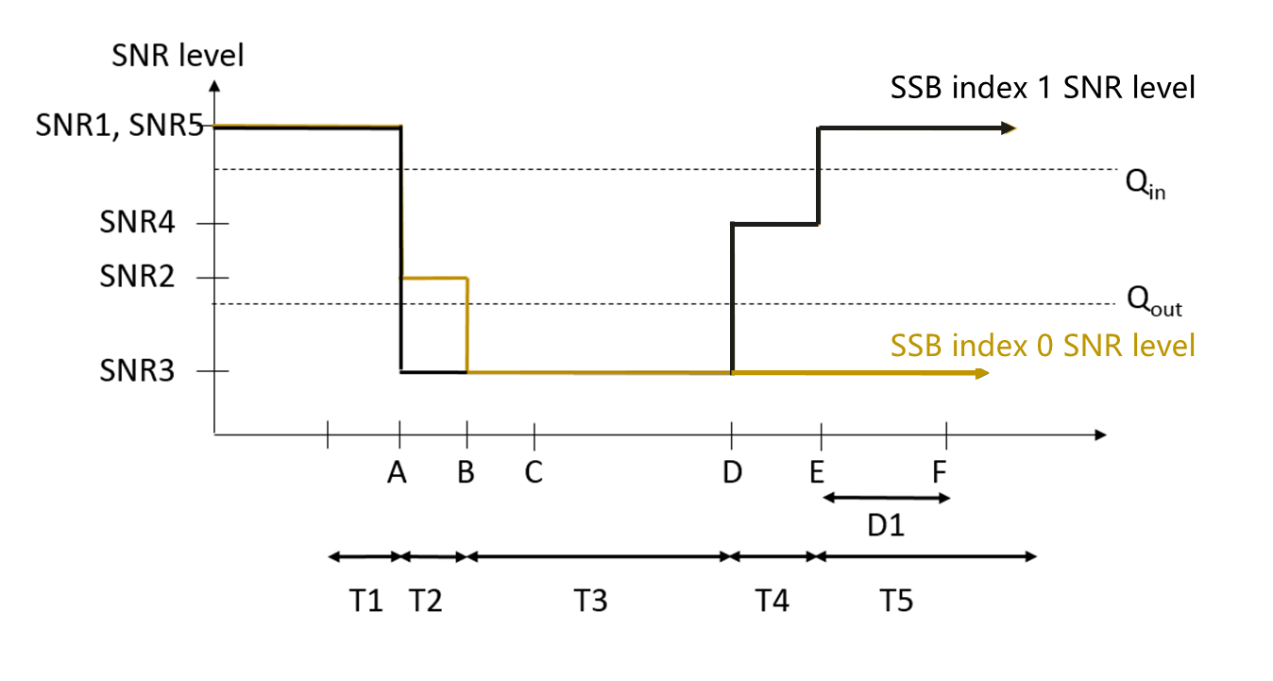 SNR level
SSB index 1 SNR level
SNR1, SNR5
Qin
SNR4
SNR2
Qout
SSB index 0 SNR level
SNR3
A B C D E F
D1
T1 T2 T3 T4 T5